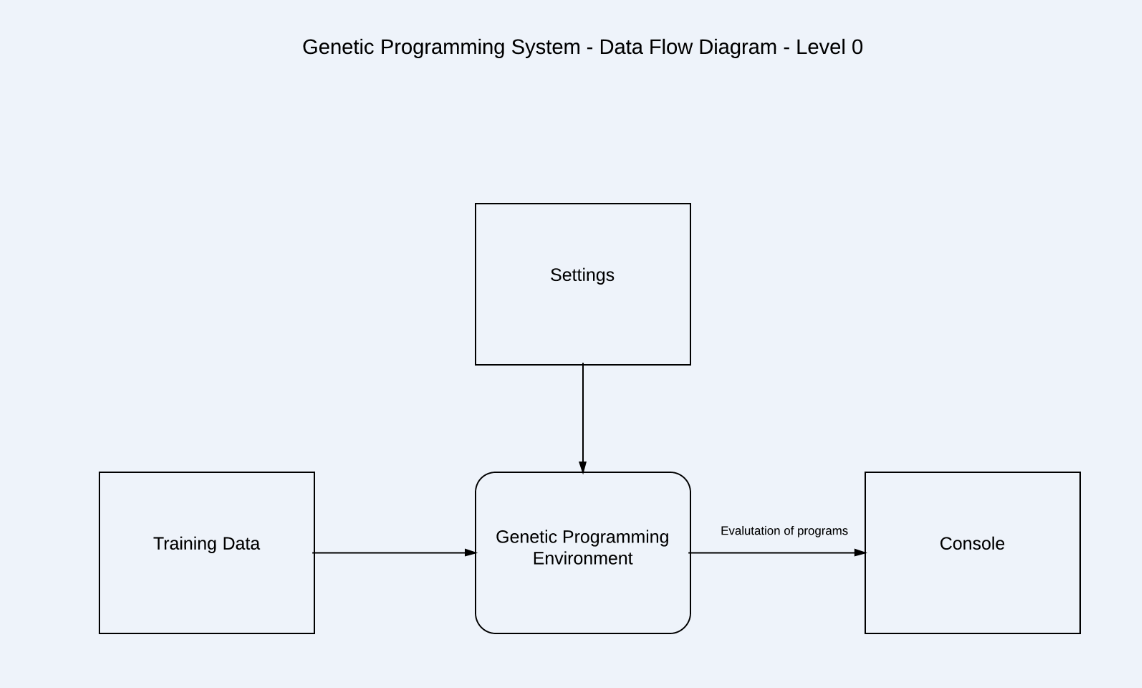 Genetic Programming System - Data Flow Diagram - Level 0
Settings
Training Data
Genetic Programming
Environment
Evalutation of programs
Console